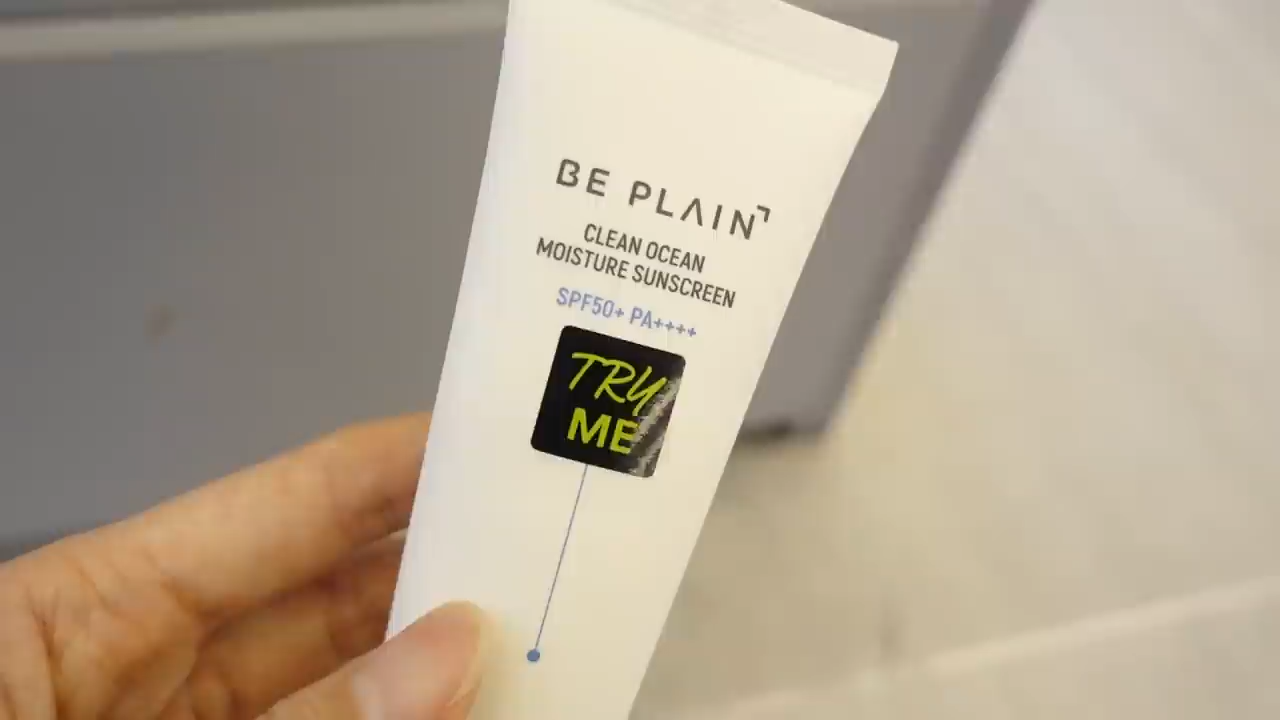 BE PLAIN
CLEAN OCEAN
MOISTURE SUNSCREEN
SPF50+ PA++++
TRY
ME